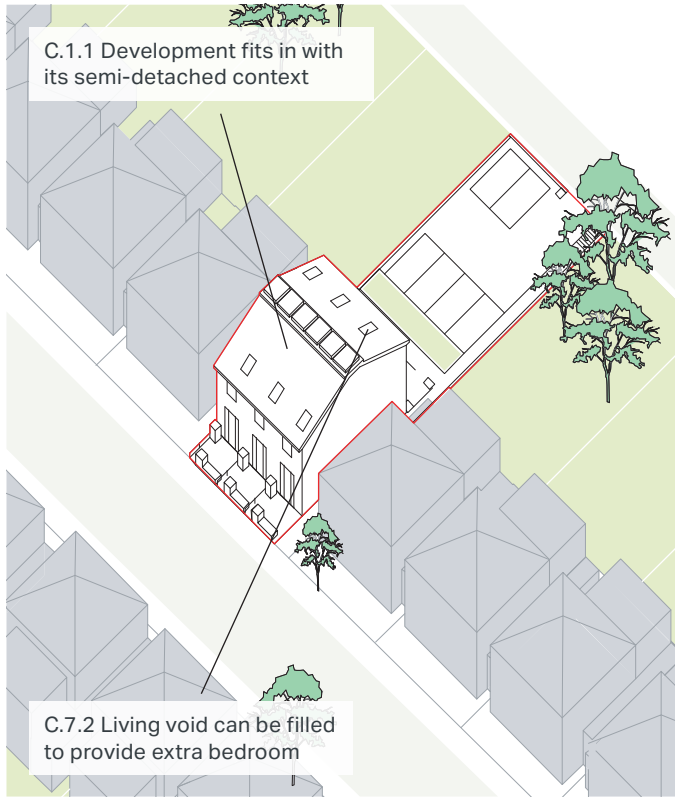 C.1.1 Development fits in with
its semi-detached context
C.7.2 Living void can be filled
to provide extra bedroom